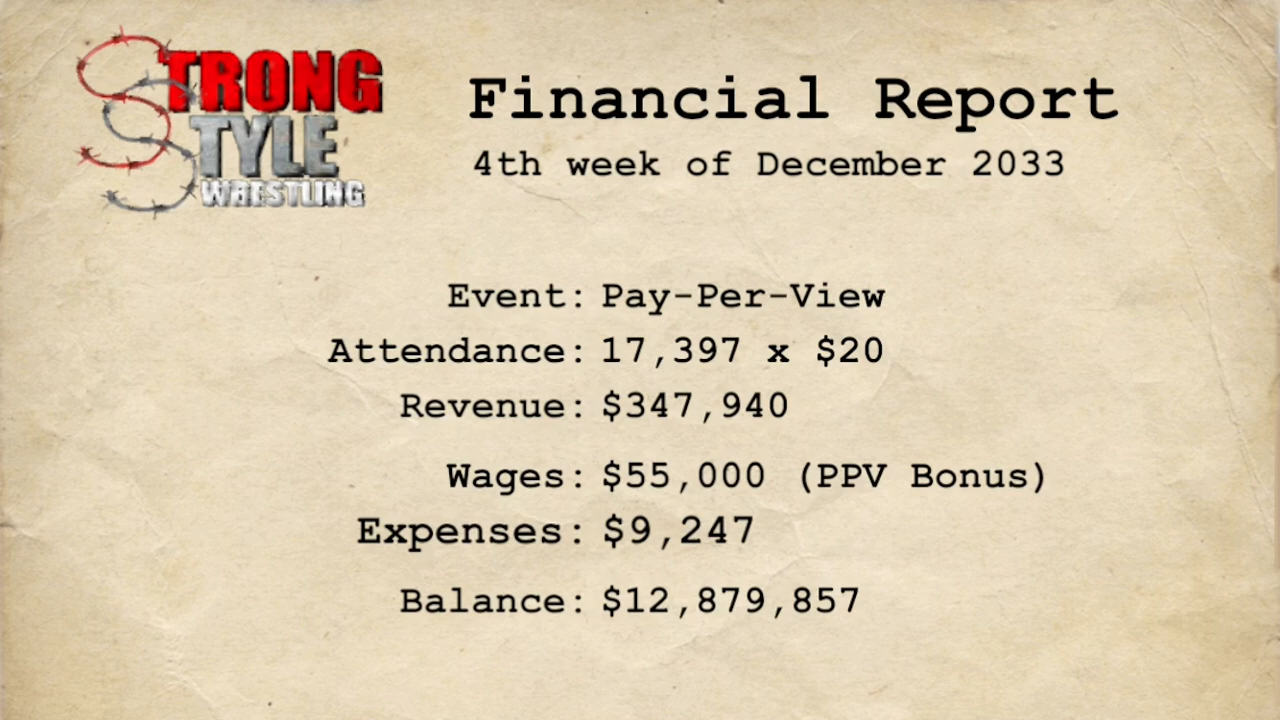 STRONG
STYLE
WRESTLING
Financial Report
4th week of December 2033
Event: Pay-Per-View
Attendance: 17,397 x $20
Revenue: $347,940
Wages: $55,000 (PPV Bonus)
Expenses: $9,247
Balance: $12,879,857